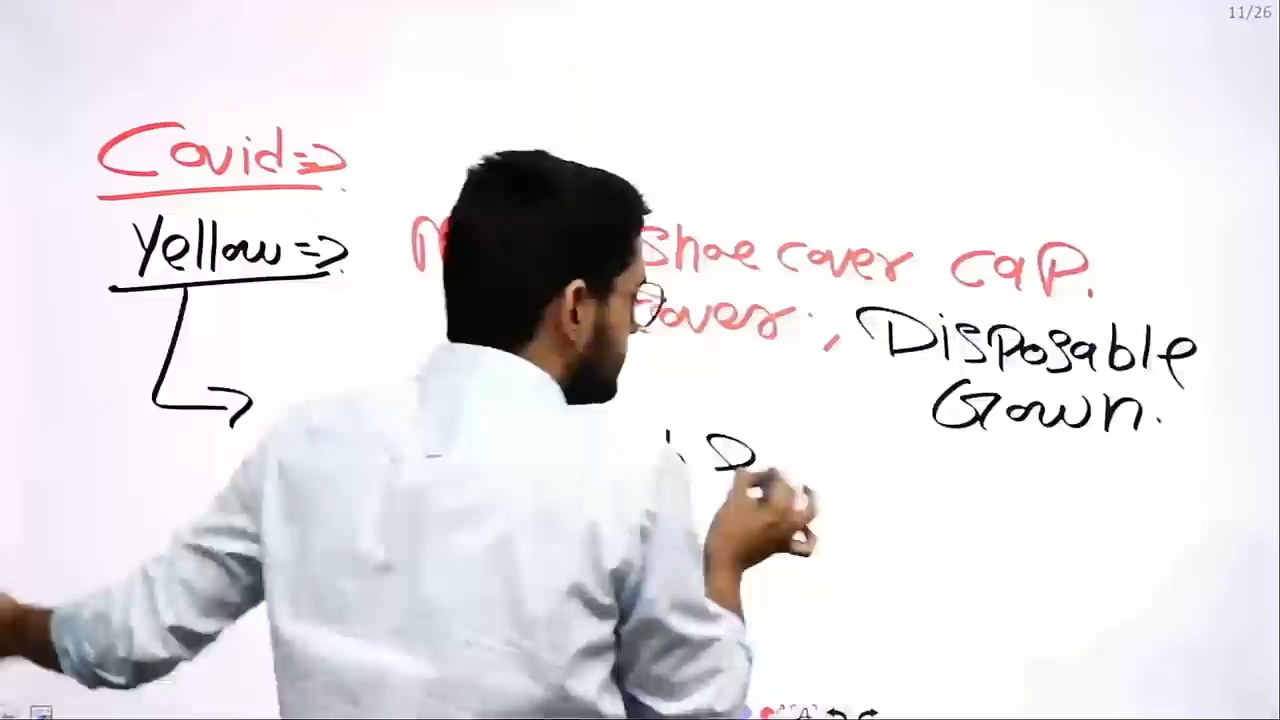 11/26
Covid =>
Yellow => Shoe cover cap.
cover , Disposable
Gown.